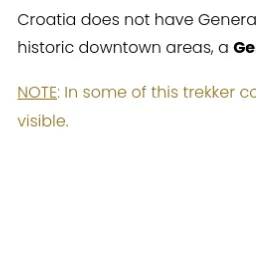 Croatia does not have Genera
historic downtown areas, a Ge
NOTE: In some of this trekker co
visible.